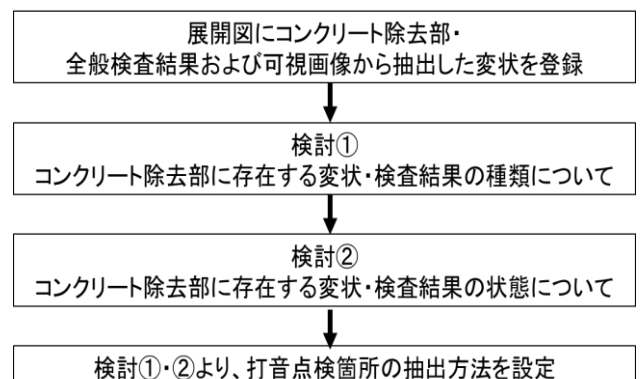 展開図にコンクリート除去部・
全般検査結果および可視画像から抽出した変状を登録
検討①
コンクリート除去部に存在する変状・検査結果の種類について
検討②
コンクリート除去部に存在する変状・検査結果の状態について
検討①・②より、打音点検箇所の抽出方法を設定